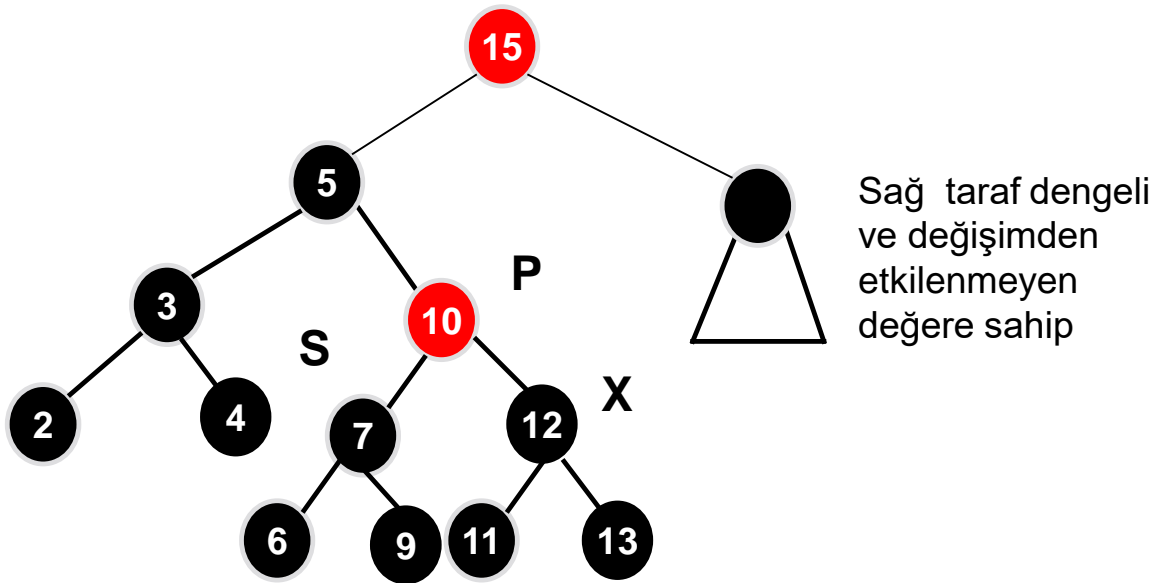 15
5
Sağ taraf dengeli
ve değişimden
etkilenmeyen
değere sahip
P
3
10
S
X
2
4
7
12
6
9
11
13